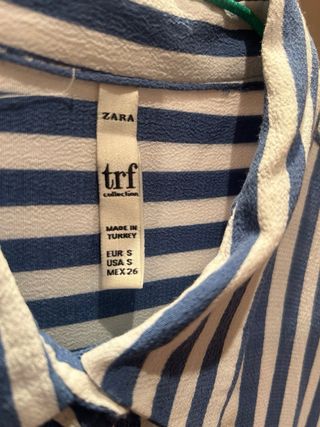 ZARA
trf
collection
MADE IN
TURKEY
EUR S
USA S
MEX 26